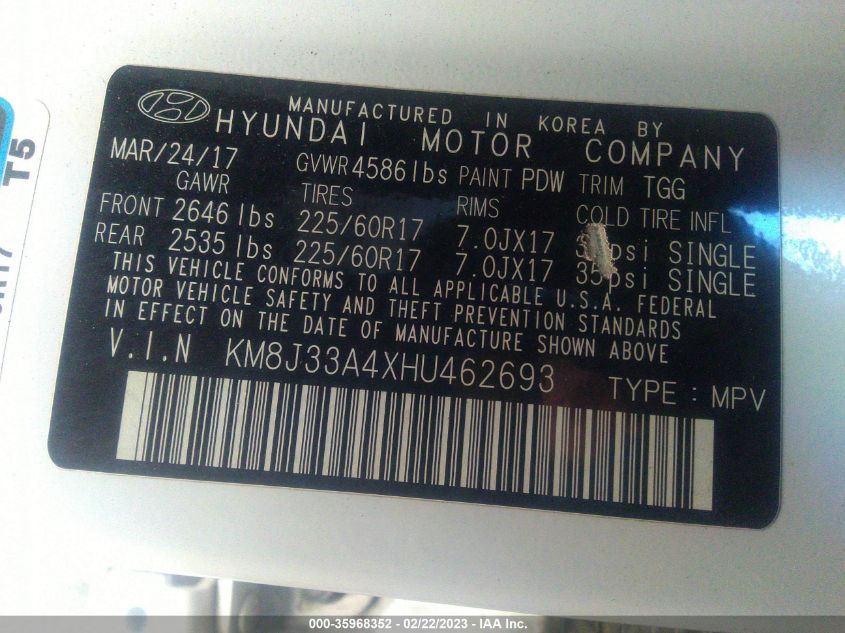 MANUFACTURED IN KOREA BY
HYUNDAI MOTOR COMPANY
MAR/24/17 GVWR 4586 lbs PAINT PDW TRIM TGG
GAWR TIRES RIMS COLD TIRE INFL
FRONT 2646 lbs 225/60R17 7.0JX17 SINGLE
REAR 2535 lbs 225/60R17 7.0JX17 35psi SINGLE
THIS VEHICLE CONFORMS TO ALL APPLICABLE U.S.A. FEDERAL
MOTOR VEHICLE SAFETY AND THEFT PREVENTION STANDARDS
IN EFFECT ON THE DATE OF MANUFACTURE SHOWN ABOVE
V.I.N KM8J33A4XHU462693
TYPE : MPV
T5
000-35968352 - 02/22/2023 - IAA Inc.